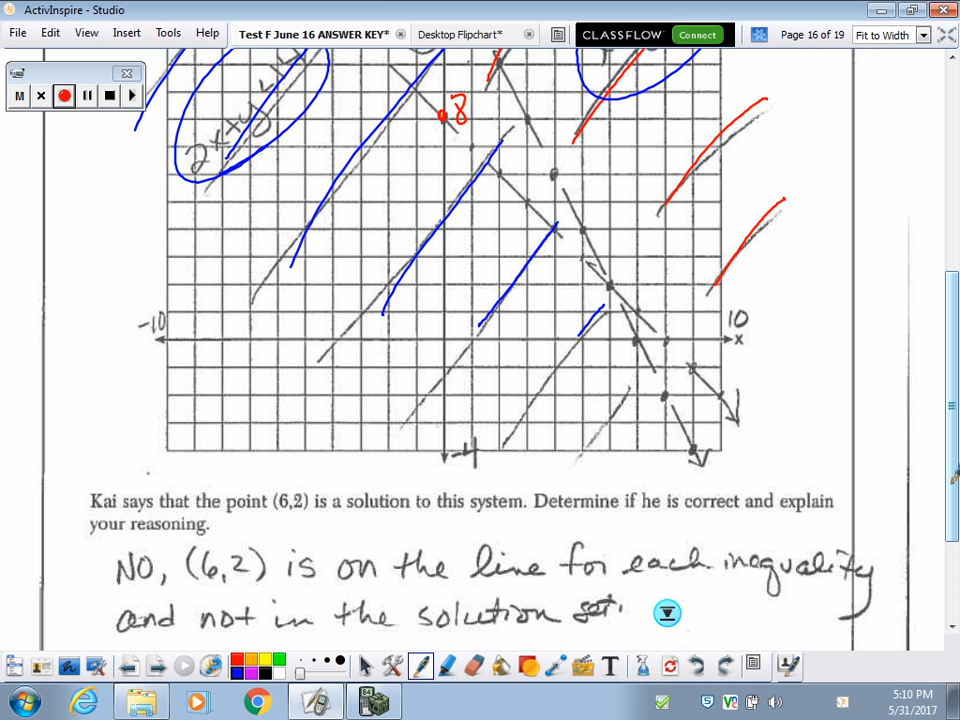 ActivInspire - Studio
File Edit View Insert Tools Help
Test F June 16 ANSWER KEY*
Desktop Flipchart*
CLASSFLOW Connect
Page 16 of 19
Fit to Width
M
8
-10
10
x
-4
Kai says that the point (6,2) is a solution to this system. Determine if he is correct and explain
your reasoning.
NO, (6,2) is on the line for each inequality
and not in the solution set.
5:10 PM
5/31/2017